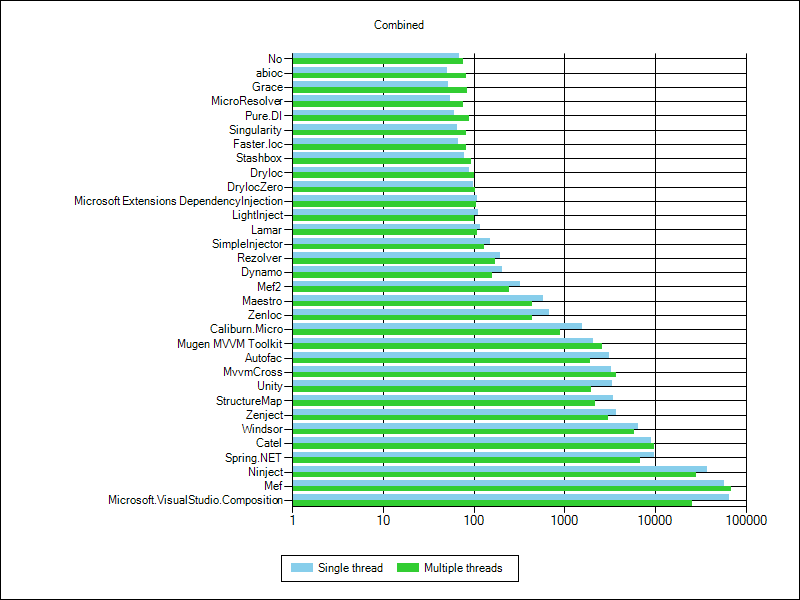 Combined
No
abioc
Grace
MicroResolver
Pure.DI
Singularity
Faster.Ioc
Stashbox
DryIoc
DryIocZero
Microsoft Extensions DependencyInjection
LightInject
Lamar
SimpleInjector
Rezolver
Dynamo
Mef2
Maestro
ZenIoc
Caliburn.Micro
Mugen MVVM Toolkit
Autofac
MvvmCross
Unity
StructureMap
Zenject
Windsor
Catel
Spring.NET
Ninject
Mef
Microsoft.VisualStudio.Composition
1 10 100 1000 10000 100000
Single thread Multiple threads